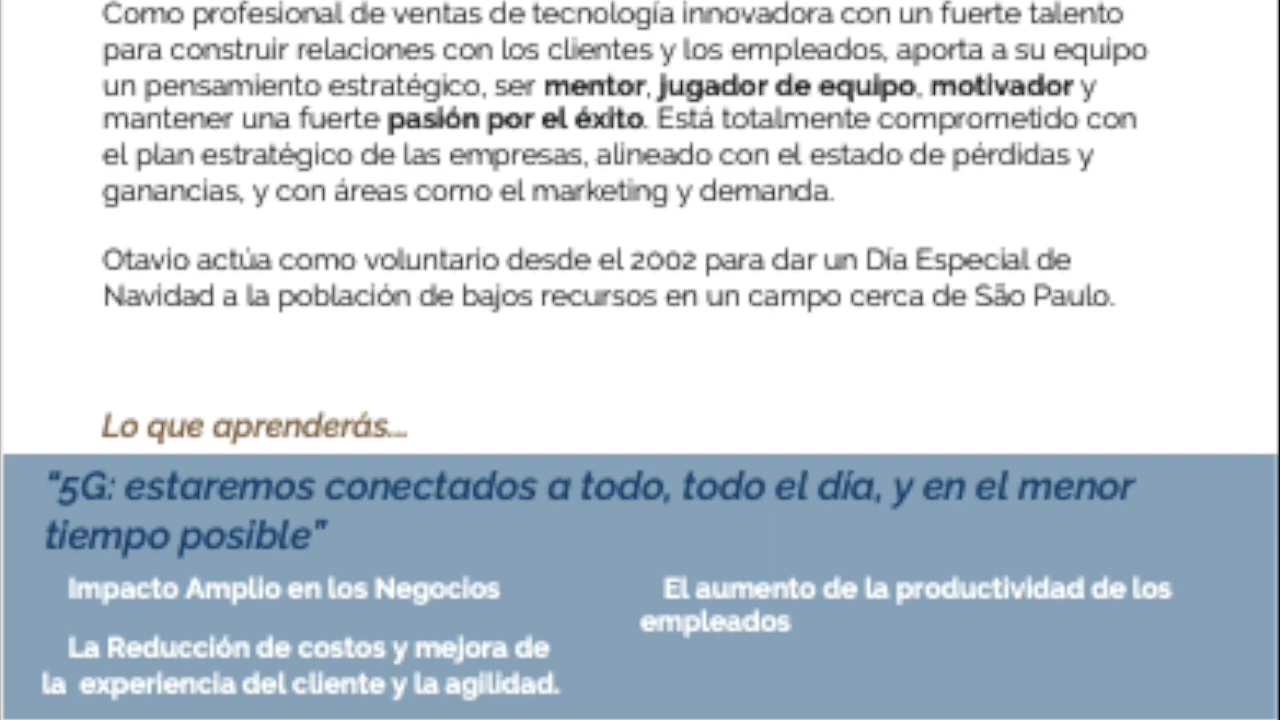 Como profesional de ventas de tecnología innovadora con un fuerte talento
para construir relaciones con los clientes y los empleados, aporta a su equipo
un pensamiento estratégico, ser mentor, jugador de equipo, motivador y
mantener una fuerte pasión por el éxito. Está totalmente comprometido con
el plan estratégico de las empresas, alineado con el estado de pérdidas y
ganancias, y con áreas como el marketing y demanda.
Otavio actúa como voluntario desde el 2002 para dar un Día Especial de
Navidad a la población de bajos recursos en un campo cerca de São Paulo.
Lo que aprenderás...
"5G: estaremos conectados a todo, todo el día, y en el menor
tiempo posible"
Impacto Amplio en los Negocios
La Reducción de costos y mejora de
la experiencia del cliente y la agilidad.
El aumento de la productividad de los
empleados